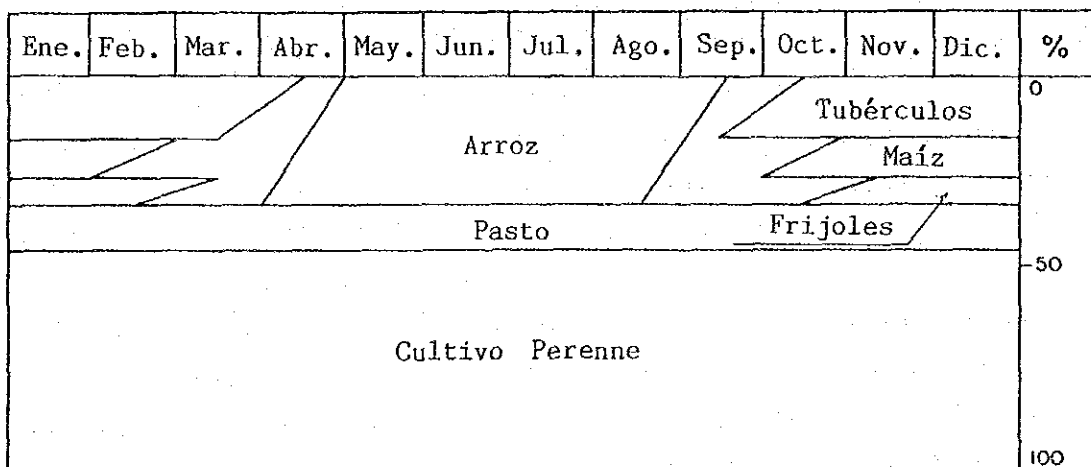 Ene. Feb. Mar. Abr. May. Jun. Jul. Ago. Sep. Oct. Nov. Dic. %
0
Tubérculos
Arroz
Maíz
Pasto
Frijoles
-50
Cultivo Perenne
100